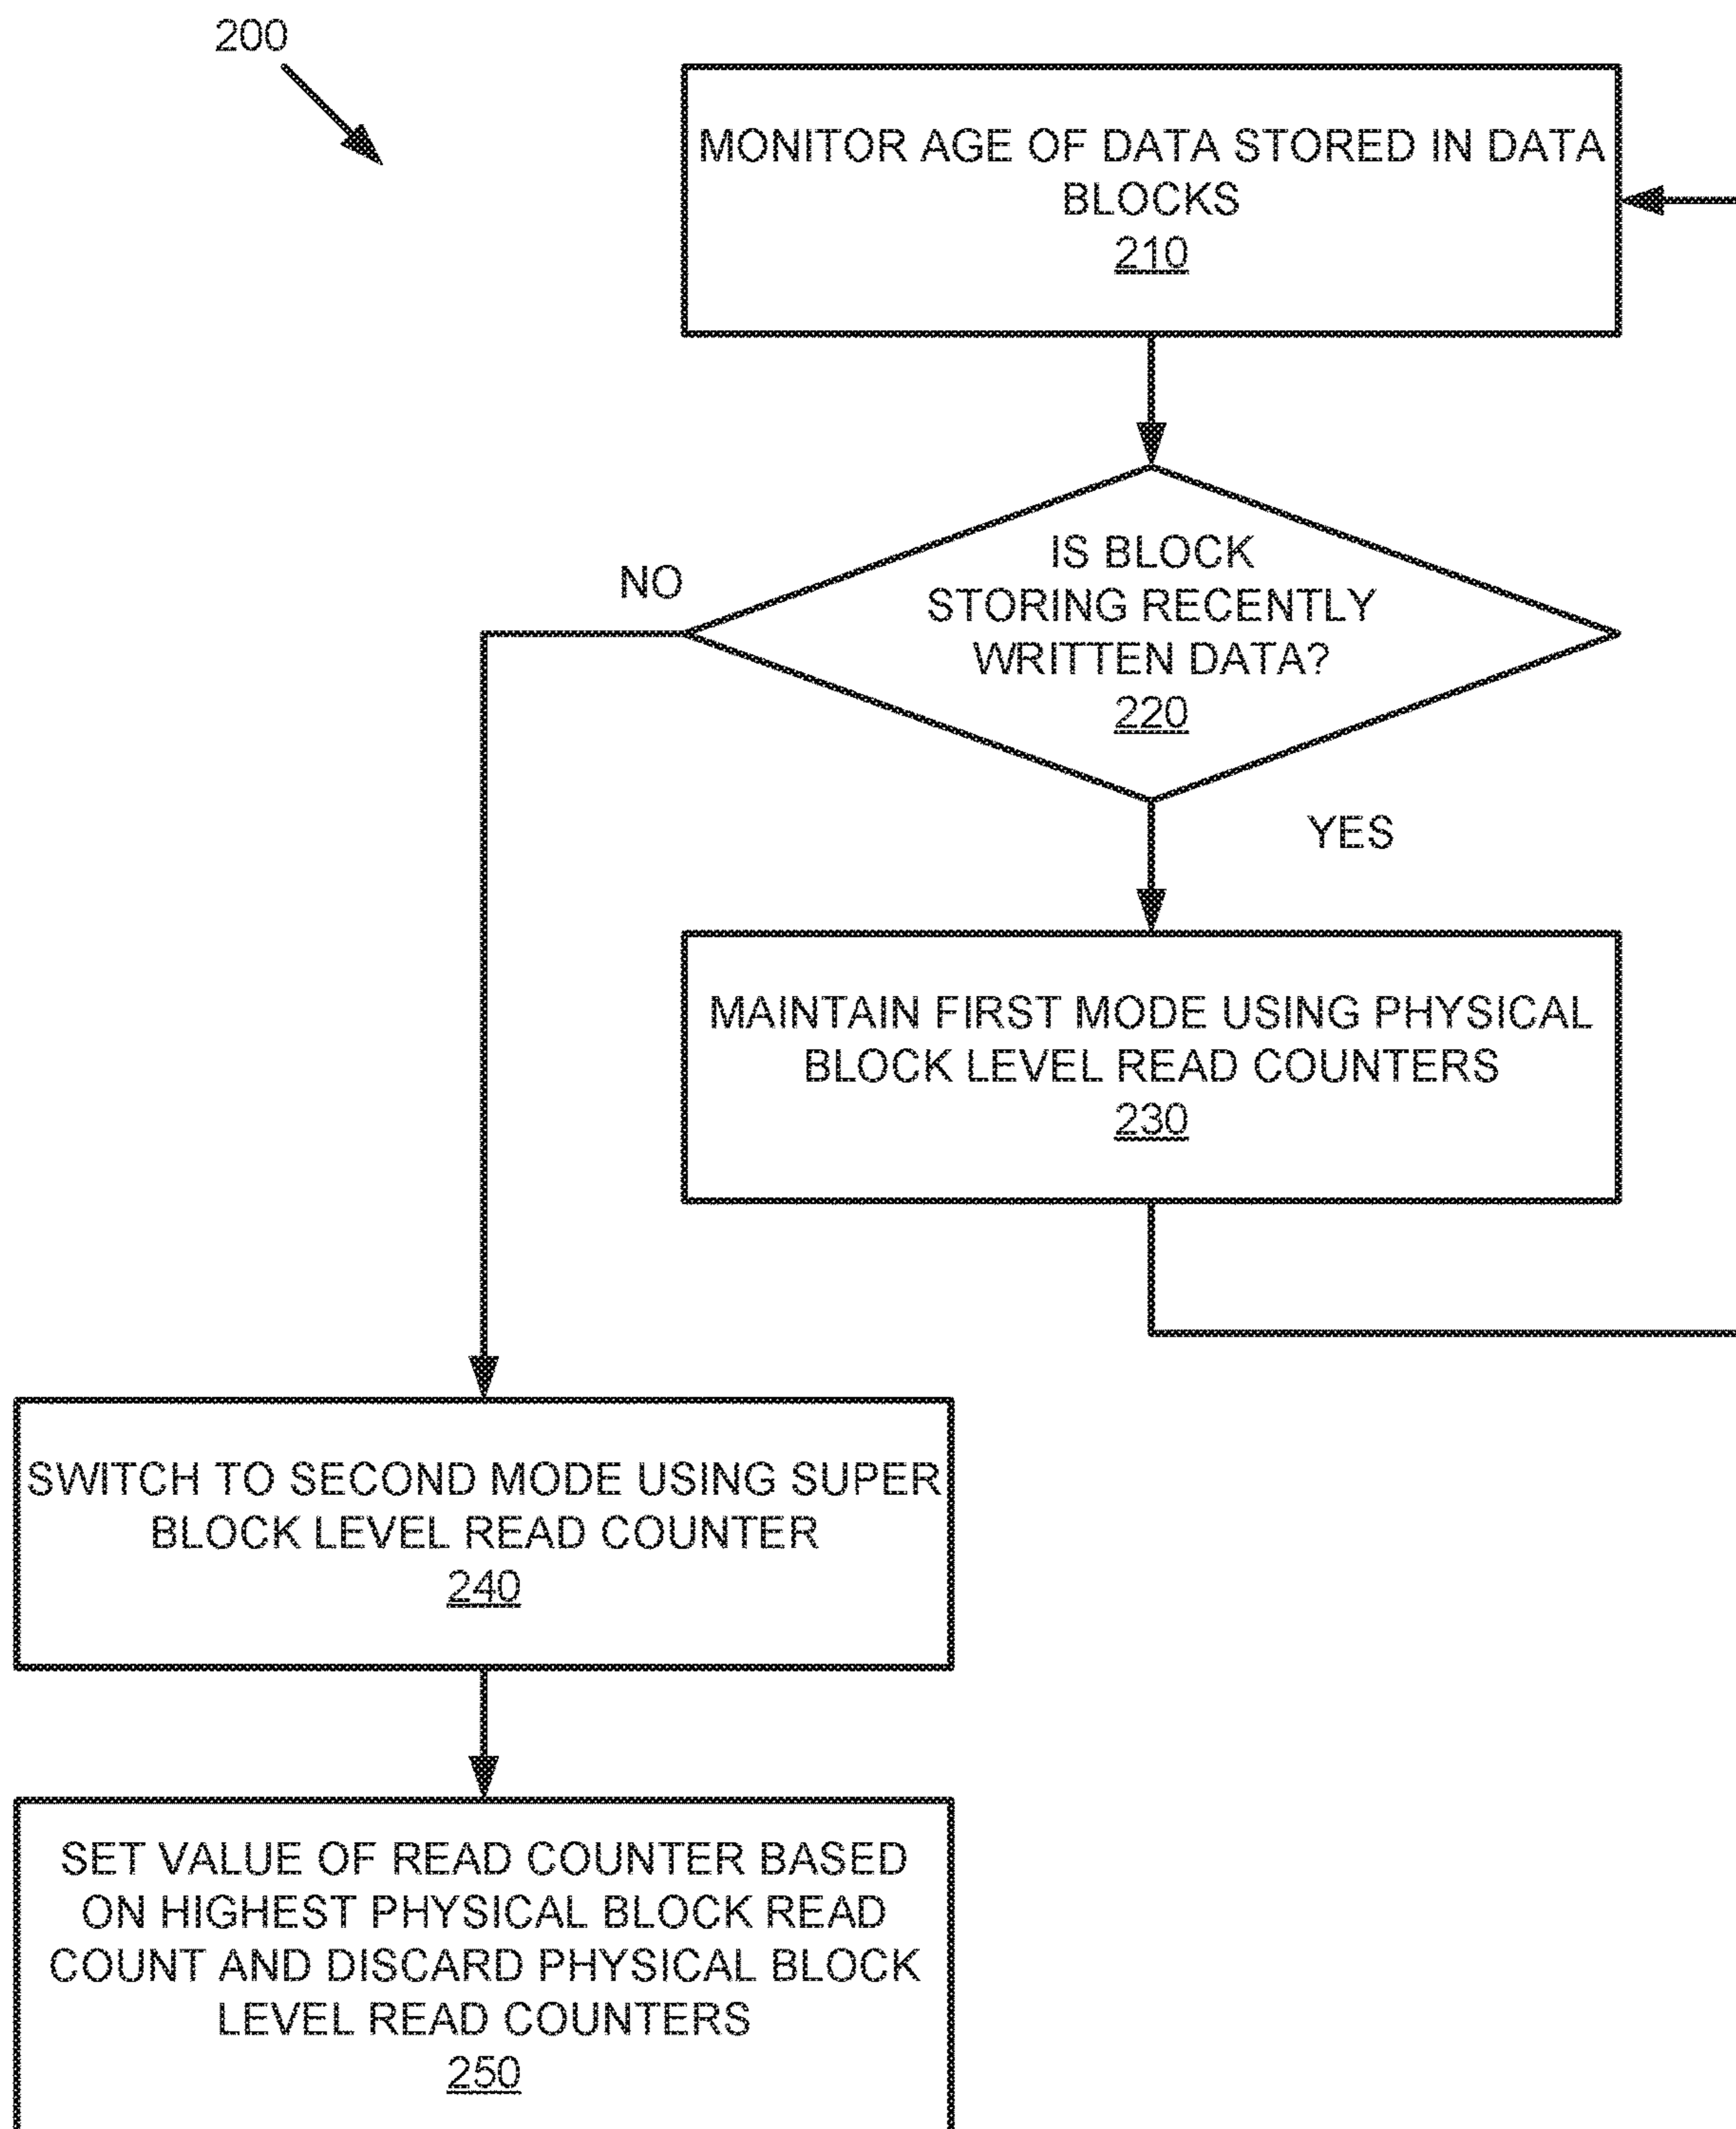 200
MONITOR AGE OF DATA STORED IN DATA
BLOCKS
210
IS BLOCK
STORING RECENTLY
WRITTEN DATA?
220
NO
YES
MAINTAIN FIRST MODE USING PHYSICAL
BLOCK LEVEL READ COUNTERS
230
SWITCH TO SECOND MODE USING SUPER
BLOCK LEVEL READ COUNTER
240
SET VALUE OF READ COUNTER BASED
ON HIGHEST PHYSICAL BLOCK READ
COUNT AND DISCARD PHYSICAL BLOCK
LEVEL READ COUNTERS
250